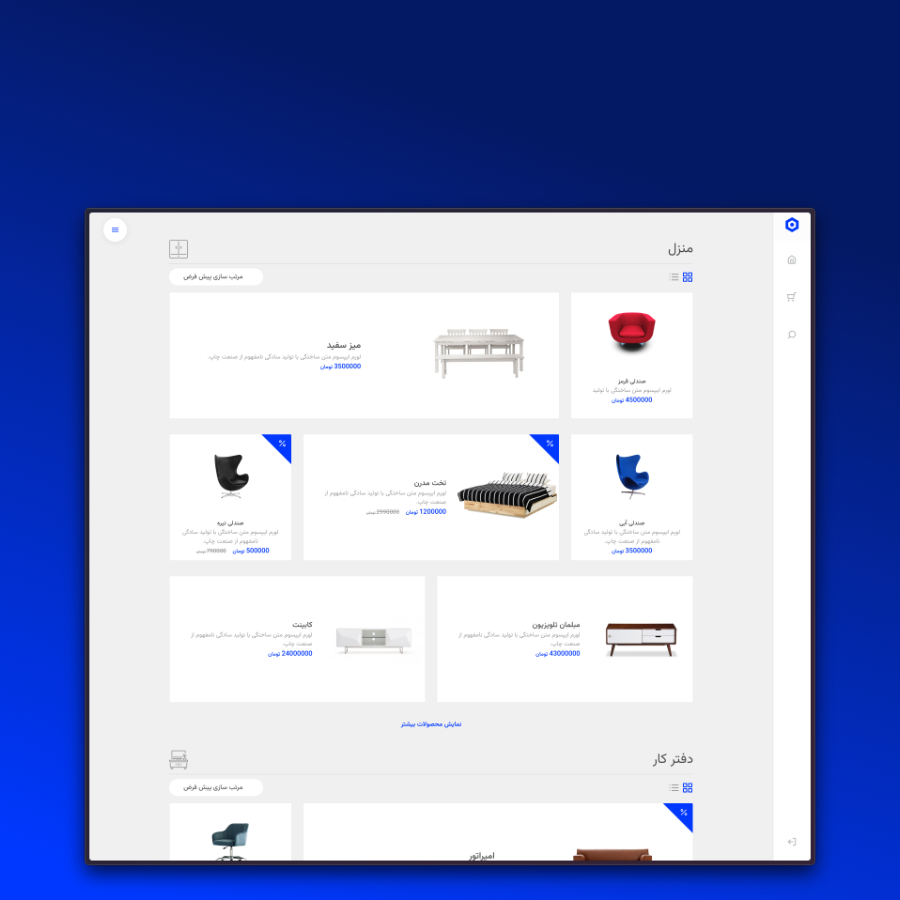 منزل
مرتب سازی پیش فرض
صندلی قرمز
لورم ایپسوم متن ساختگی با تولید
4500000 تومان
میز سفید
لورم ایپسوم متن ساختگی با تولید سادگی نامفهوم از صنعت چاپ،
3500000 تومان
صندلی آبی
لورم ایپسوم متن ساختگی با تولید سادگی
نامفهوم از صنعت چاپ،
3500000 تومان
%
تخت مدرن
لورم ایپسوم متن ساختگی با تولید سادگی نامفهوم از
صنعت چاپ،
1200000 تومان 2990000 تومان
%
صندلی تیره
لورم ایپسوم متن ساختگی با تولید سادگی
نامفهوم از صنعت چاپ،
500000 تومان 790000 تومان
مبلمان تلویزیون
لورم ایپسوم متن ساختگی با تولید سادگی نامفهوم از
صنعت چاپ،
43000000 تومان
کابینت
لورم ایپسوم متن ساختگی با تولید سادگی نامفهوم از
صنعت چاپ،
24000000 تومان
نمایش محصولات بیشتر
دفتر کار
مرتب سازی پیش فرض
%
امپراتور